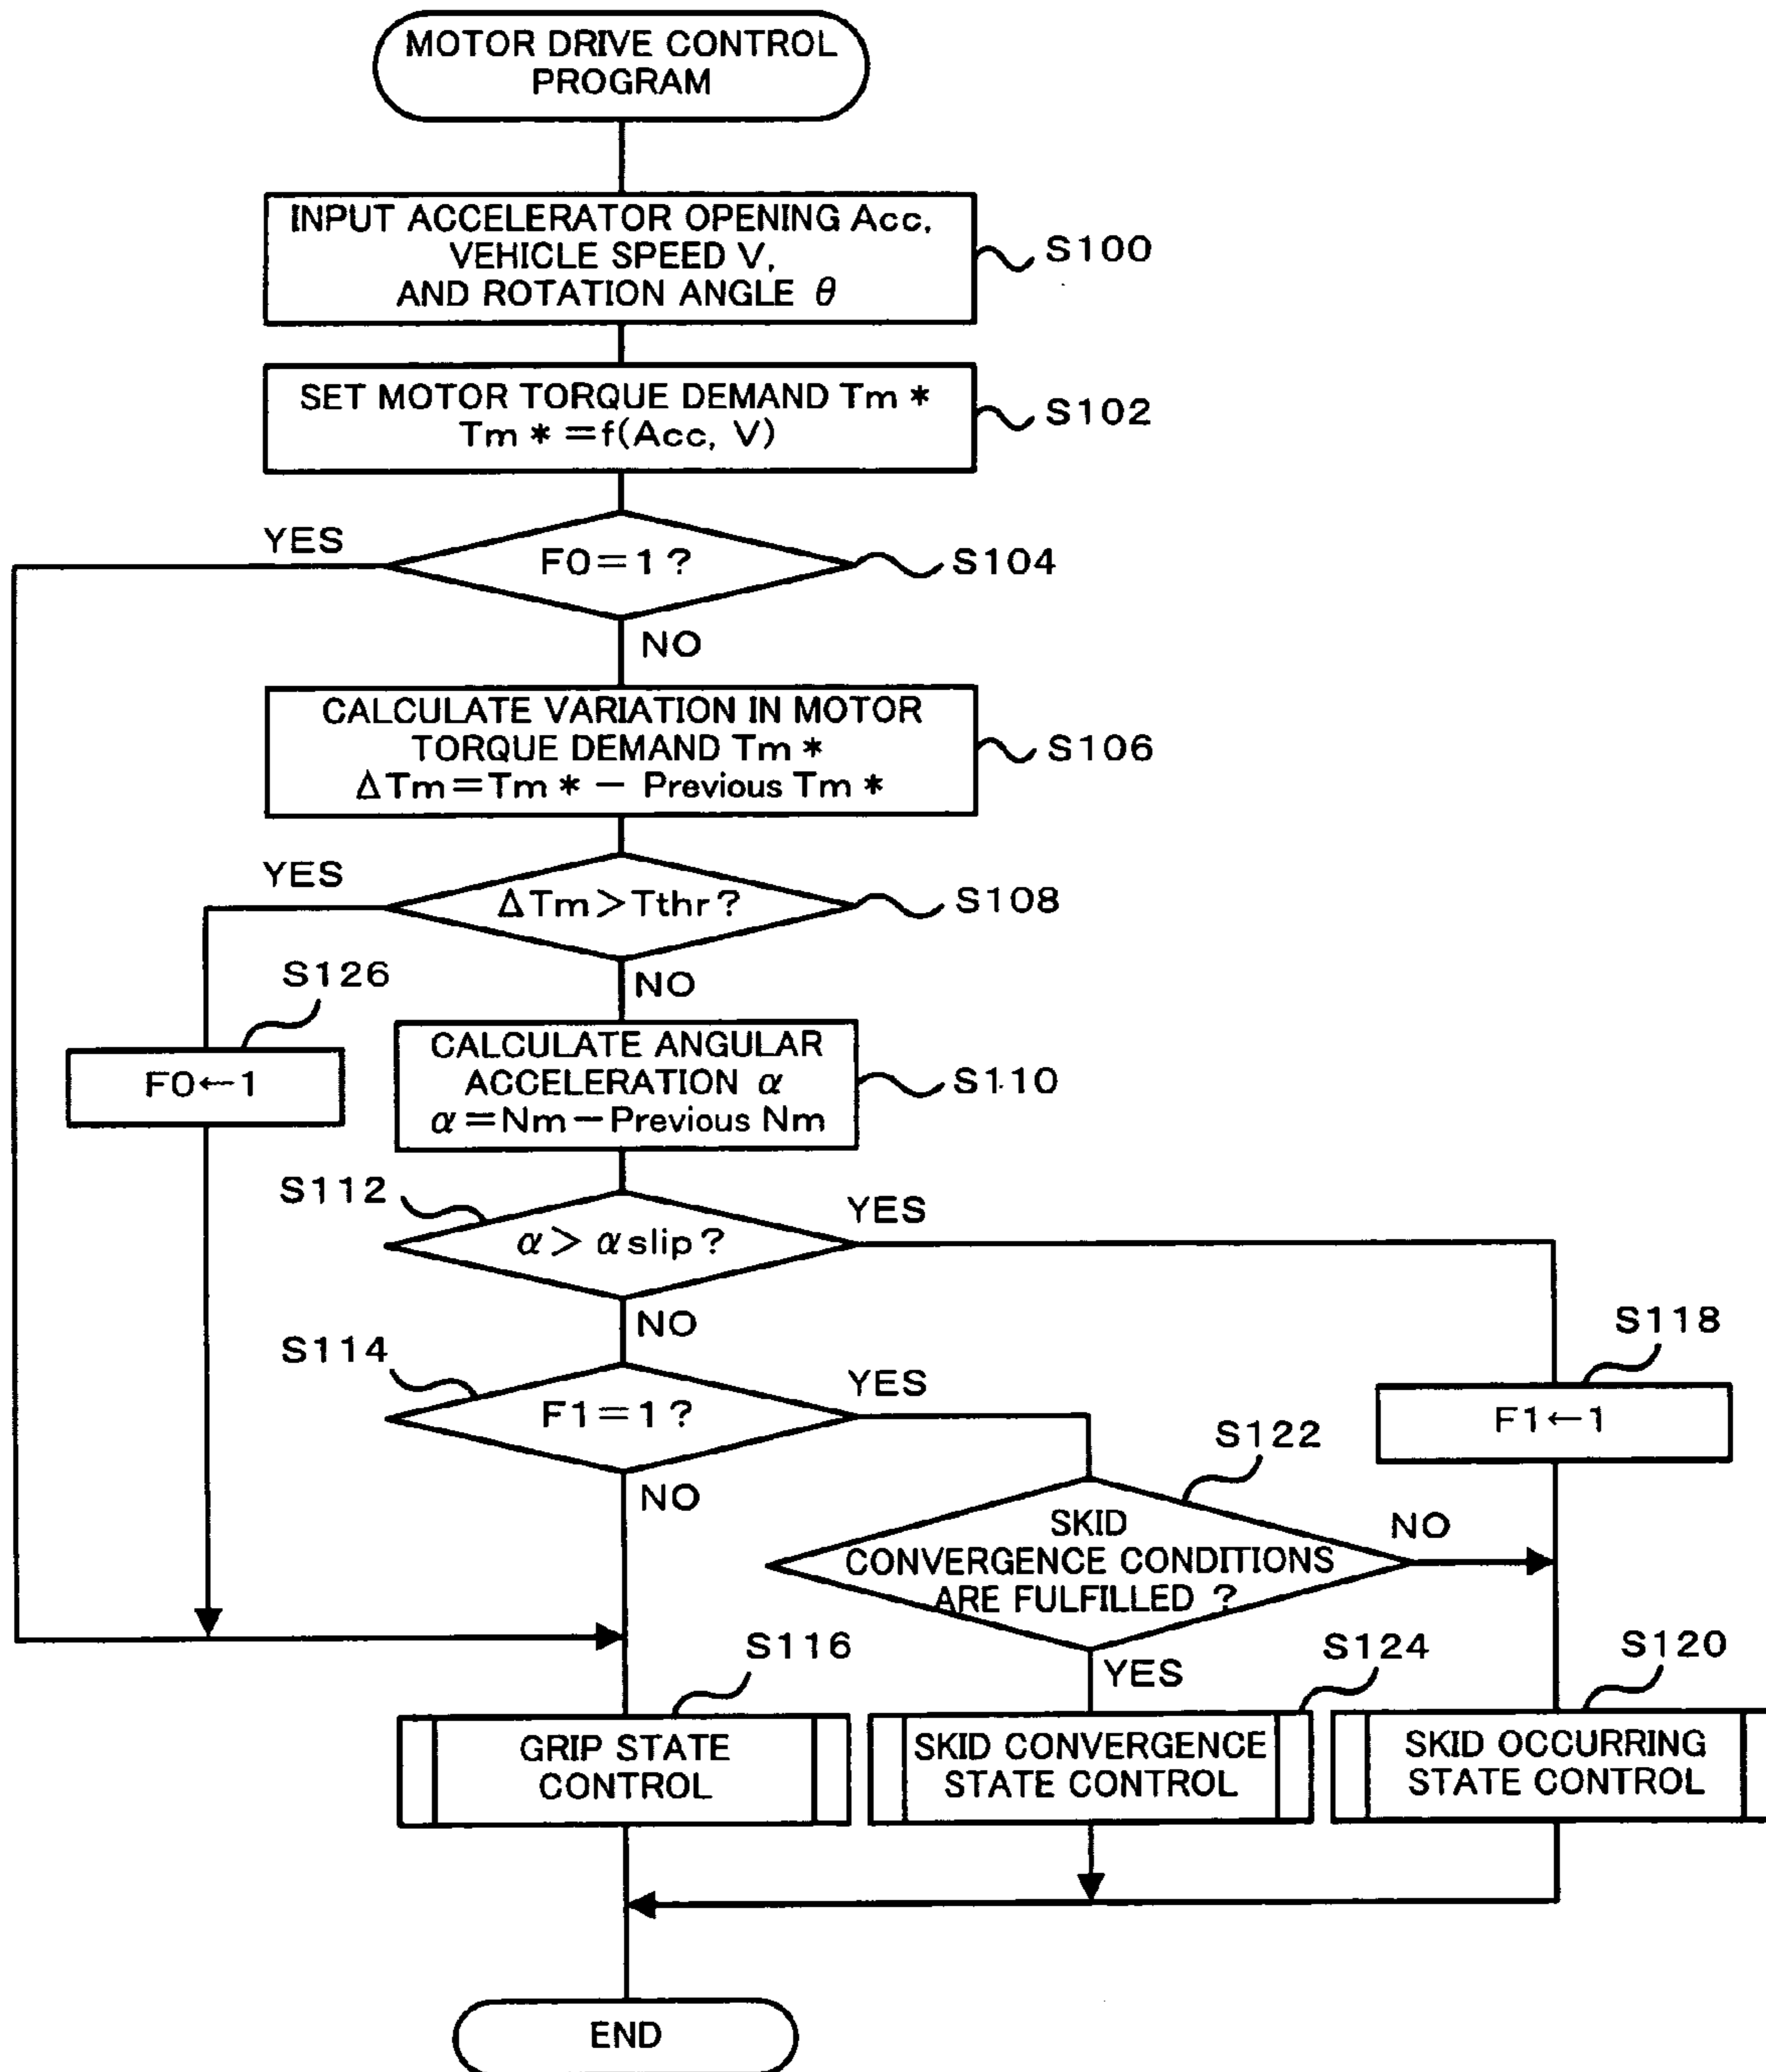 MOTOR DRIVE CONTROL
PROGRAM
INPUT ACCELERATOR OPENING Acc,
VEHICLE SPEED V,
AND ROTATION ANGLE θ
S100
SET MOTOR TORQUE DEMAND Tm *
Tm * =f(Acc, V)
S102
YES
F0=1?
S104
NO
CALCULATE VARIATION IN MOTOR
TORQUE DEMAND Tm *
ΔTm=Tm * − Previous Tm *
S106
YES
ΔTm>Tthr?
S108
NO
S126
F0←1
CALCULATE ANGULAR
ACCELERATION α
α=Nm−Previous Nm
S110
S112
α> αslip?
YES
NO
S118
F1←1
S114
F1=1?
YES
NO
S122
SKID
CONVERGENCE CONDITIONS
ARE FULFILLED ?
NO
YES
S116
GRIP STATE
CONTROL
S124
SKID CONVERGENCE
STATE CONTROL
S120
SKID OCCURRING
STATE CONTROL
END